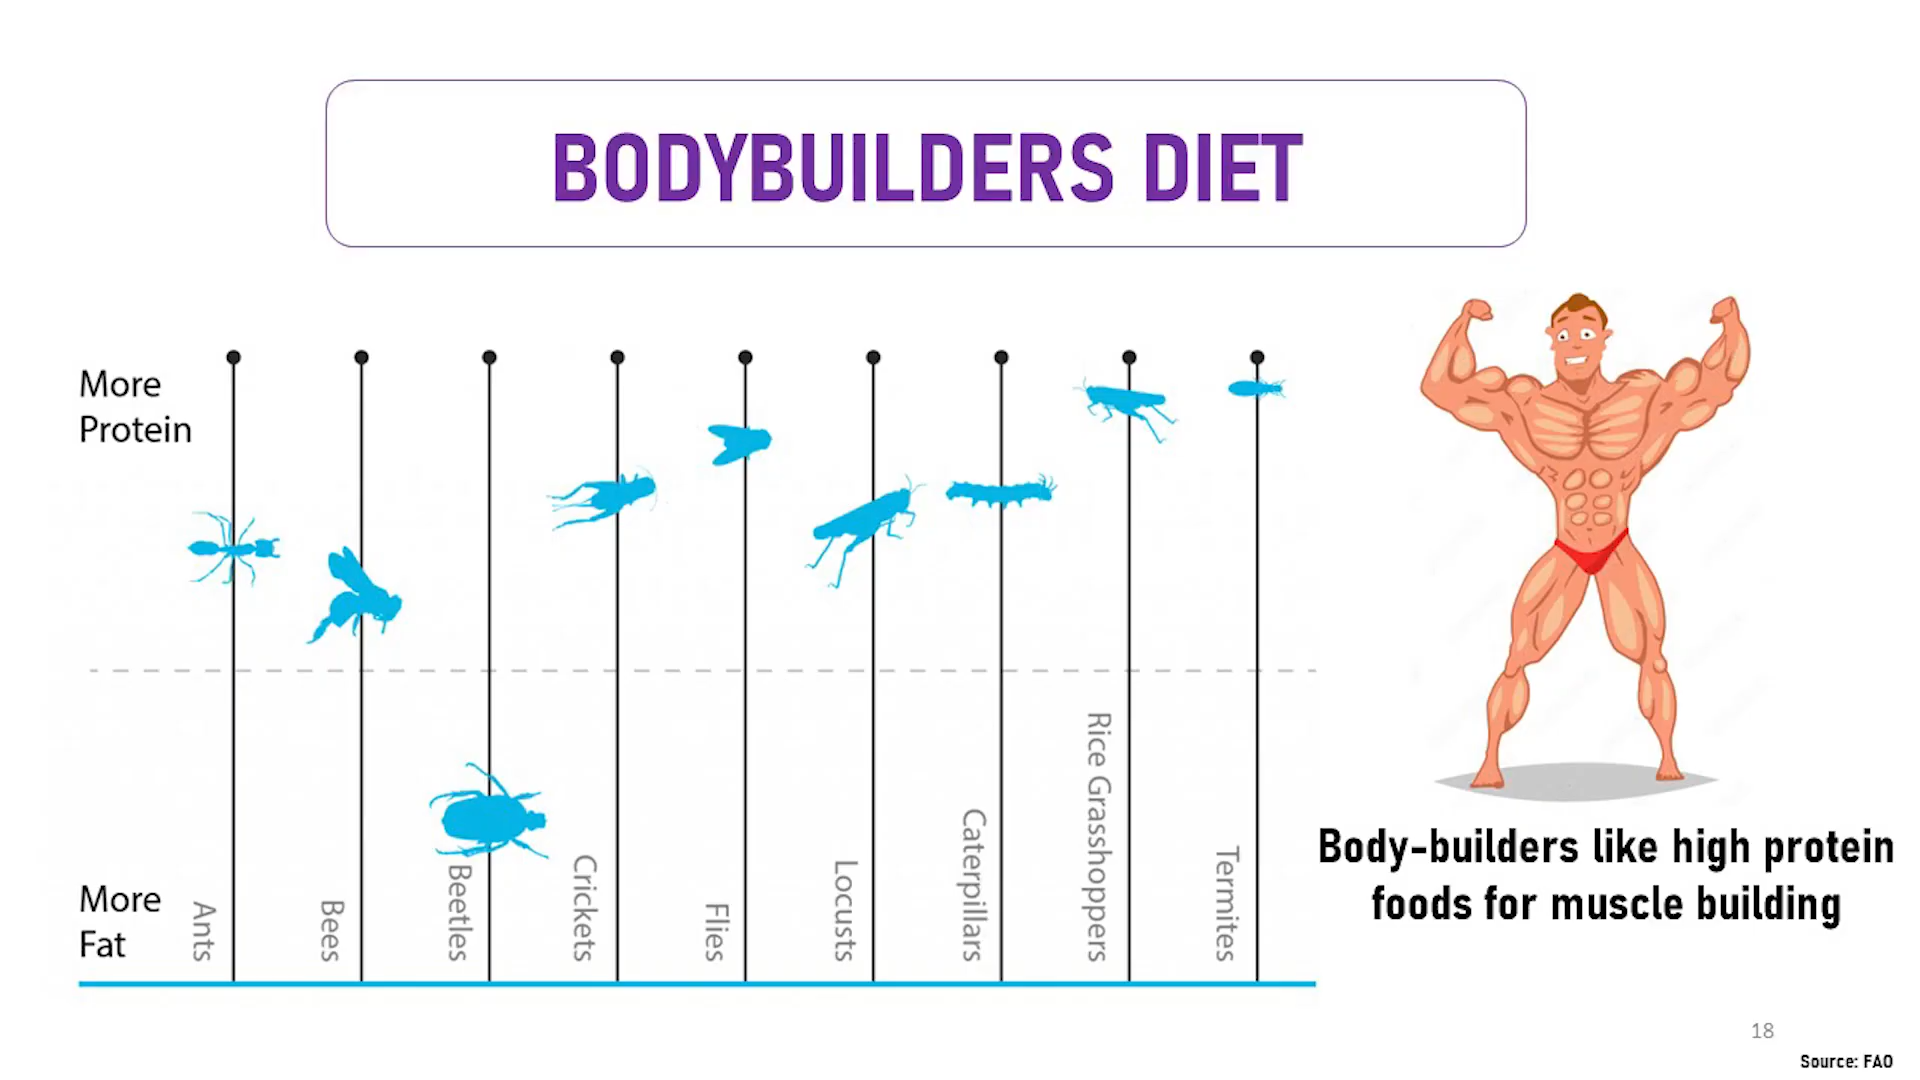 BODYBUILDERS DIET
More
Protein
More
Fat
Ants
Bees
Beetles
Crickets
Flies
Locusts
Caterpillars
Rice Grasshoppers
Termites
Body-builders like high protein
foods for muscle building
18
Source: FAO